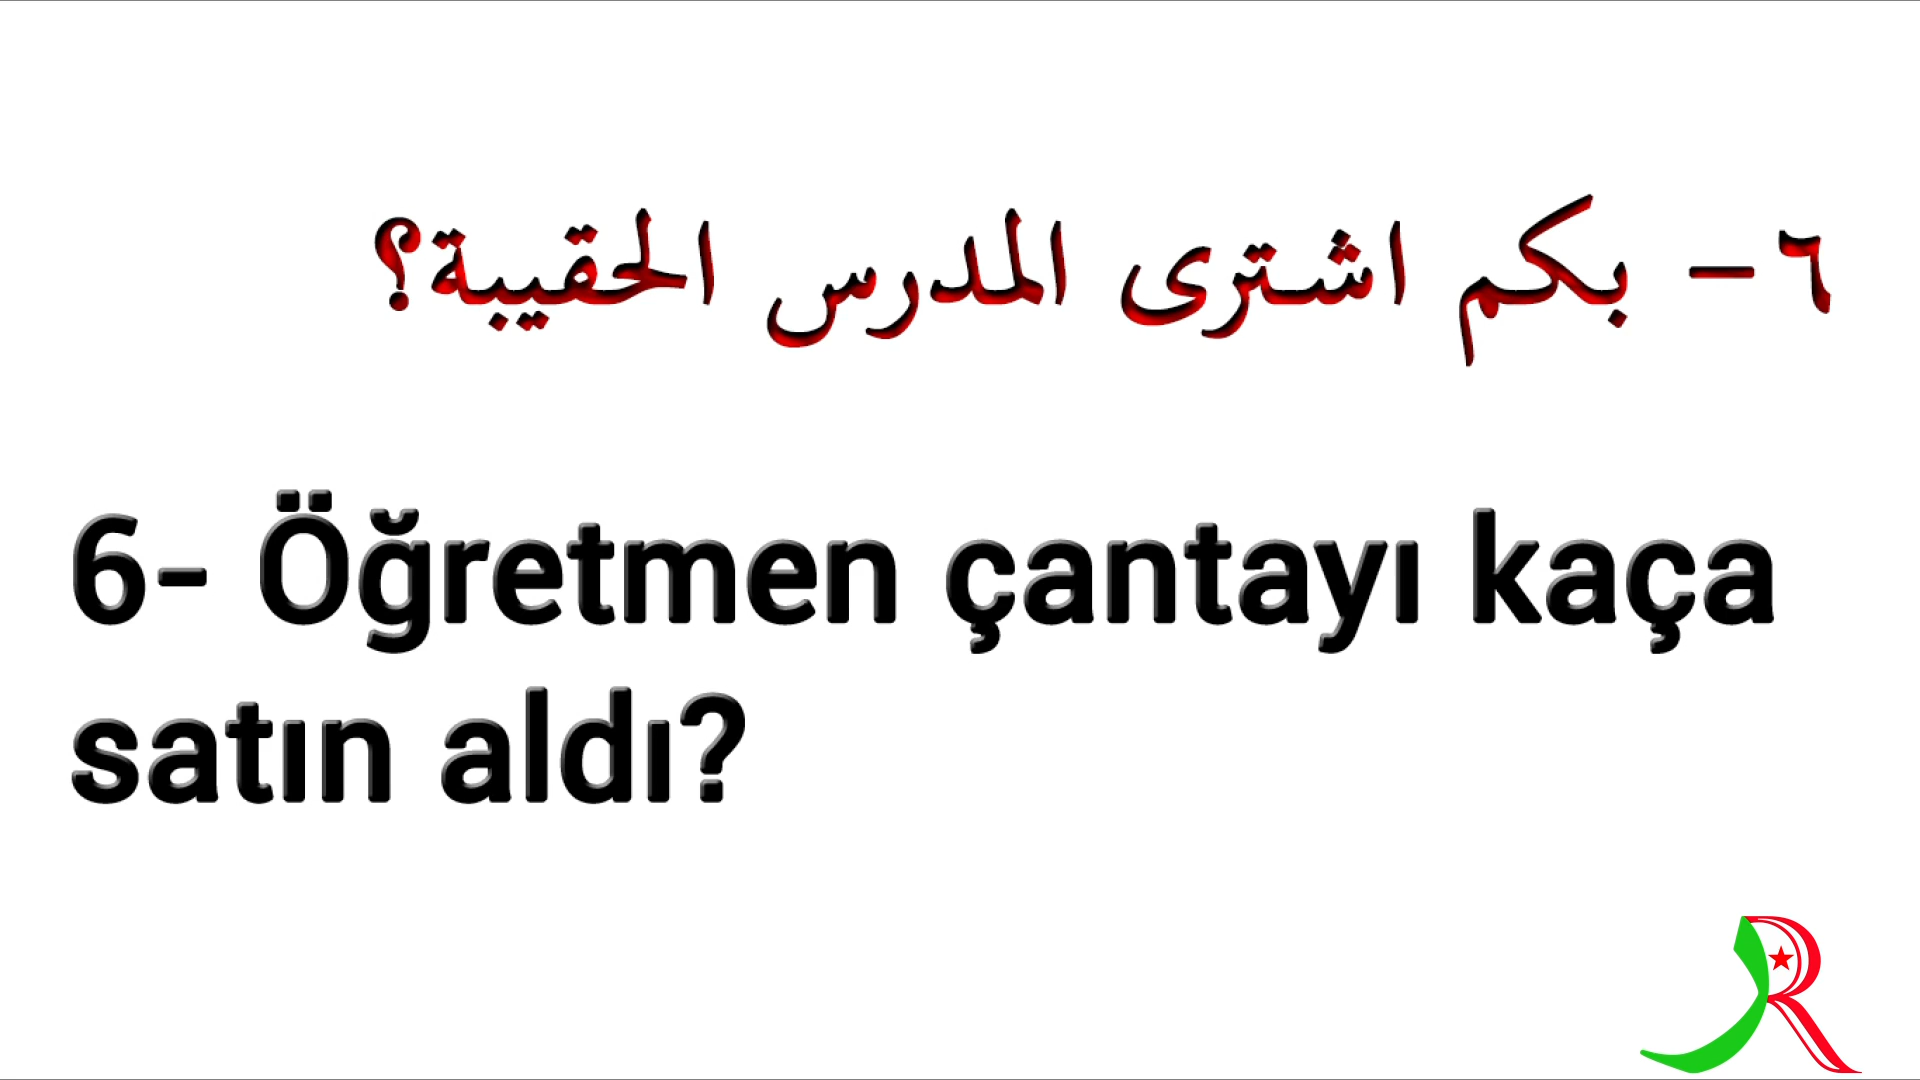 ٦- بكم اشترى المدرس الحقيبة؟
6- Öğretmen çantayı kaça
satın aldı?